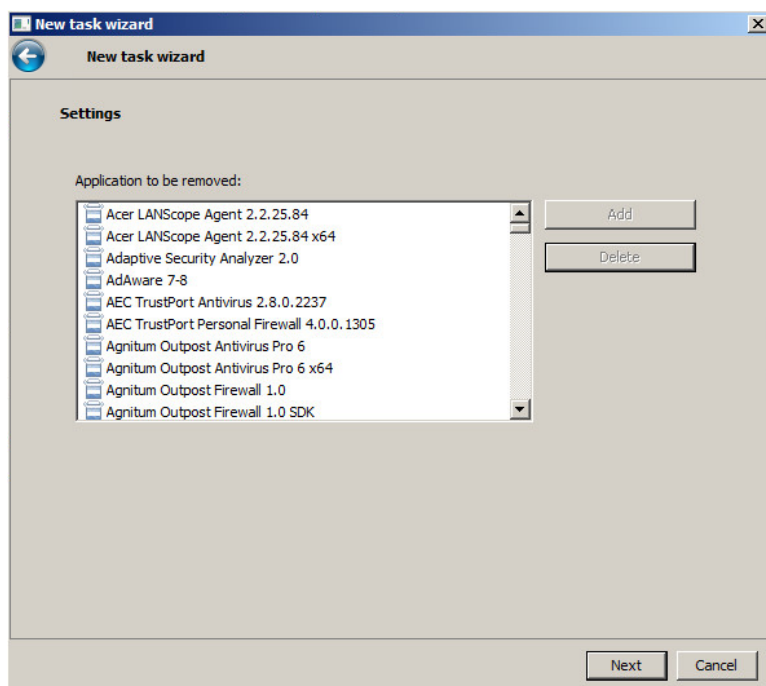 New task wizard
New task wizard
Settings
Application to be removed:
Acer LANScope Agent 2.2.25.84
Acer LANScope Agent 2.2.25.84 x64
Adaptive Security Analyzer 2.0
AdAware 7-8
AEC TrustPort Antivirus 2.8.0.2237
AEC TrustPort Personal Firewall 4.0.0.1305
Agnitum Outpost Antivirus Pro 6
Agnitum Outpost Antivirus Pro 6 x64
Agnitum Outpost Firewall 1.0
Agnitum Outpost Firewall 1.0 SDK
Add
Delete
Next
Cancel